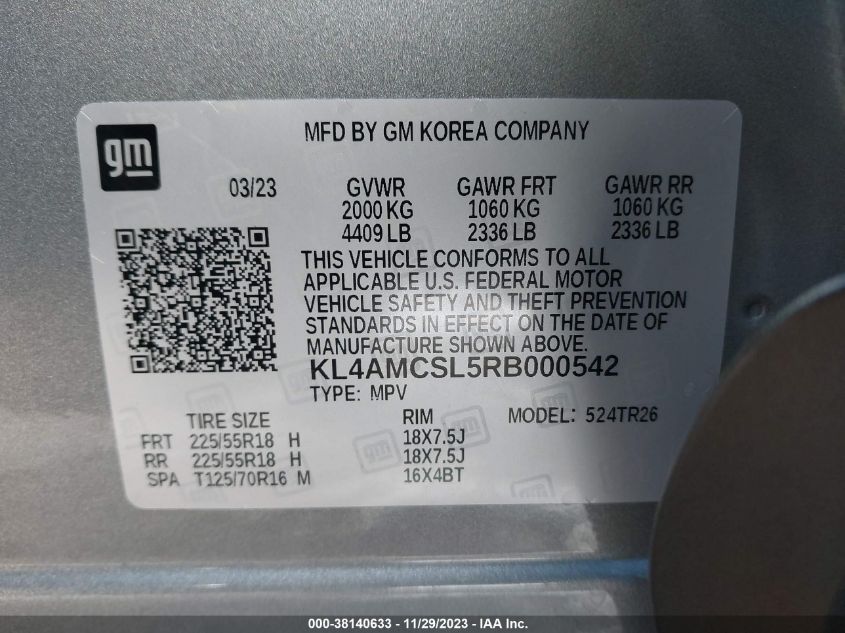 gm
MFD BY GM KOREA COMPANY
03/23 GVWR GAWR FRT GAWR RR
2000 KG 1060 KG 1060 KG
4409 LB 2336 LB 2336 LB
THIS VEHICLE CONFORMS TO ALL
APPLICABLE U.S. FEDERAL MOTOR
VEHICLE SAFETY AND THEFT PREVENTION
STANDARDS IN EFFECT ON THE DATE OF
MANUFACTURE SHOWN ABOVE.
KL4AMCSL5RB000542
TYPE: MPV
TIRE SIZE RIM MODEL: 524TR26
FRT 225/55R18 H 18X7.5J
RR 225/55R18 H 18X7.5J
SPA T125/70R16 M 16X4BT
000-38140633 - 11/29/2023 - IAA Inc.